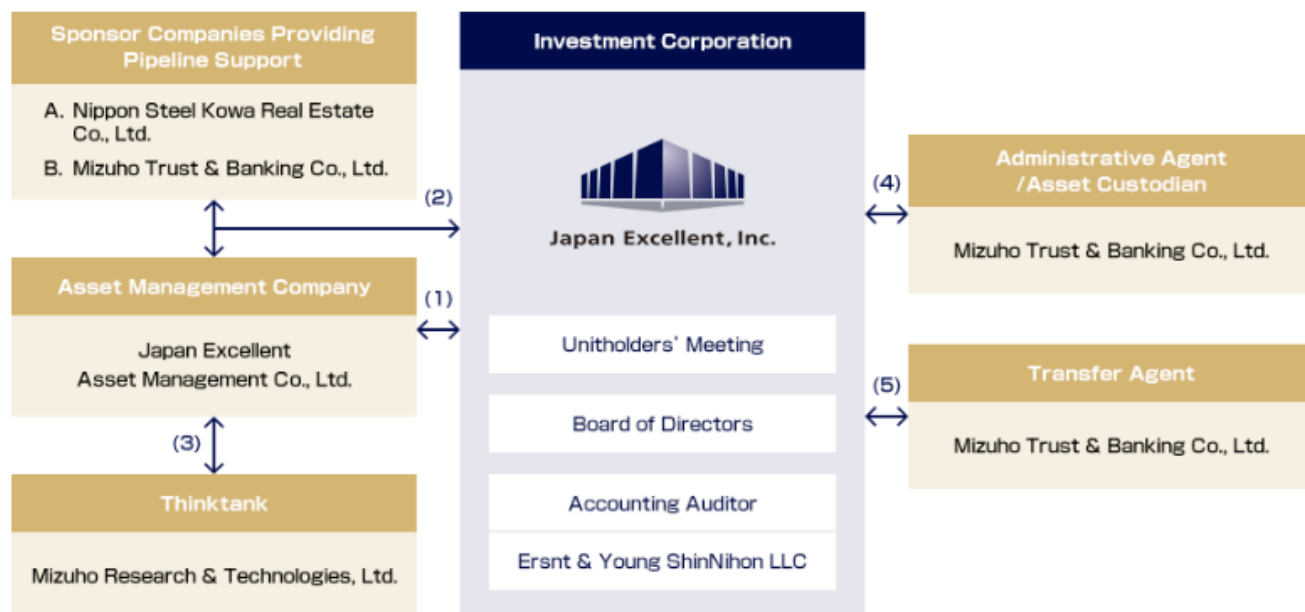 Sponsor Companies Providing
Pipeline Support
A. Nippon Steel Kowa Real Estate
Co., Ltd.
B. Mizuho Trust & Banking Co., Ltd.
(2)
Asset Management Company
Japan Excellent
Asset Management Co., Ltd.
(1)
(3)
Thinktank
Mizuho Research & Technologies, Ltd.
Investment Corporation
Japan Excellent, Inc.
Unitholders' Meeting
Board of Directors
Accounting Auditor
Ersnt & Young ShinNihon LLC
(4)
Administrative Agent
/Asset Custodian
Mizuho Trust & Banking Co., Ltd.
(5)
Transfer Agent
Mizuho Trust & Banking Co., Ltd.